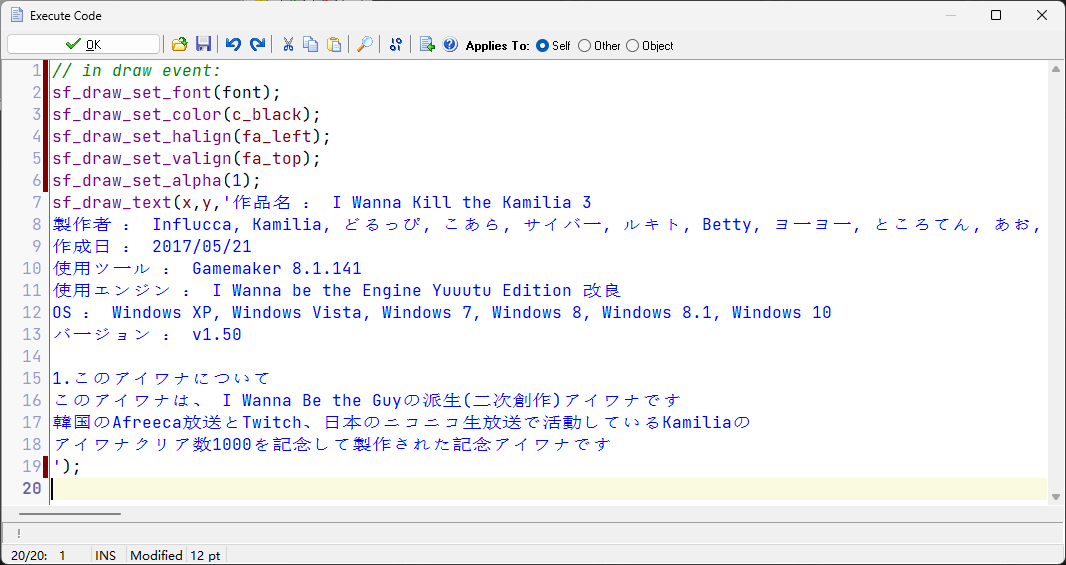 Execute Code
OK Applies To: Self Other Object
1 // in draw event:
2 sf_draw_set_font(font);
3 sf_draw_set_color(c_black);
4 sf_draw_set_halign(fa_left);
5 sf_draw_set_valign(fa_top);
6 sf_draw_set_alpha(1);
7 sf_draw_text(x,y,'作品名 : I Wanna Kill the Kamilia 3
8 製作者 : Influcca, Kamilia, どるっぴ, こあら, サイバー, ルキト, Betty, ヨーヨー, ところてん, あお,
9 作成日 : 2017/05/21
10 使用ツール : Gamemaker 8.1.141
11 使用エンジン : I Wanna be the Engine Yuuutu Edition 改良
12 OS : Windows XP, Windows Vista, Windows 7, Windows 8, Windows 8.1, Windows 10
13 バージョン : v1.50
14
15 1.このアイワナについて
16 このアイワナは、 I Wanna Be the Guyの派生(二次創作)アイワナです
17 韓国のAfreeca放送とTwitch、日本のニコニコ生放送で活動しているKamiliaの
18 アイワナクリア数1000を記念して製作された記念アイワナです
19 ');
20
!
20/20: 1 INS Modified 12 pt